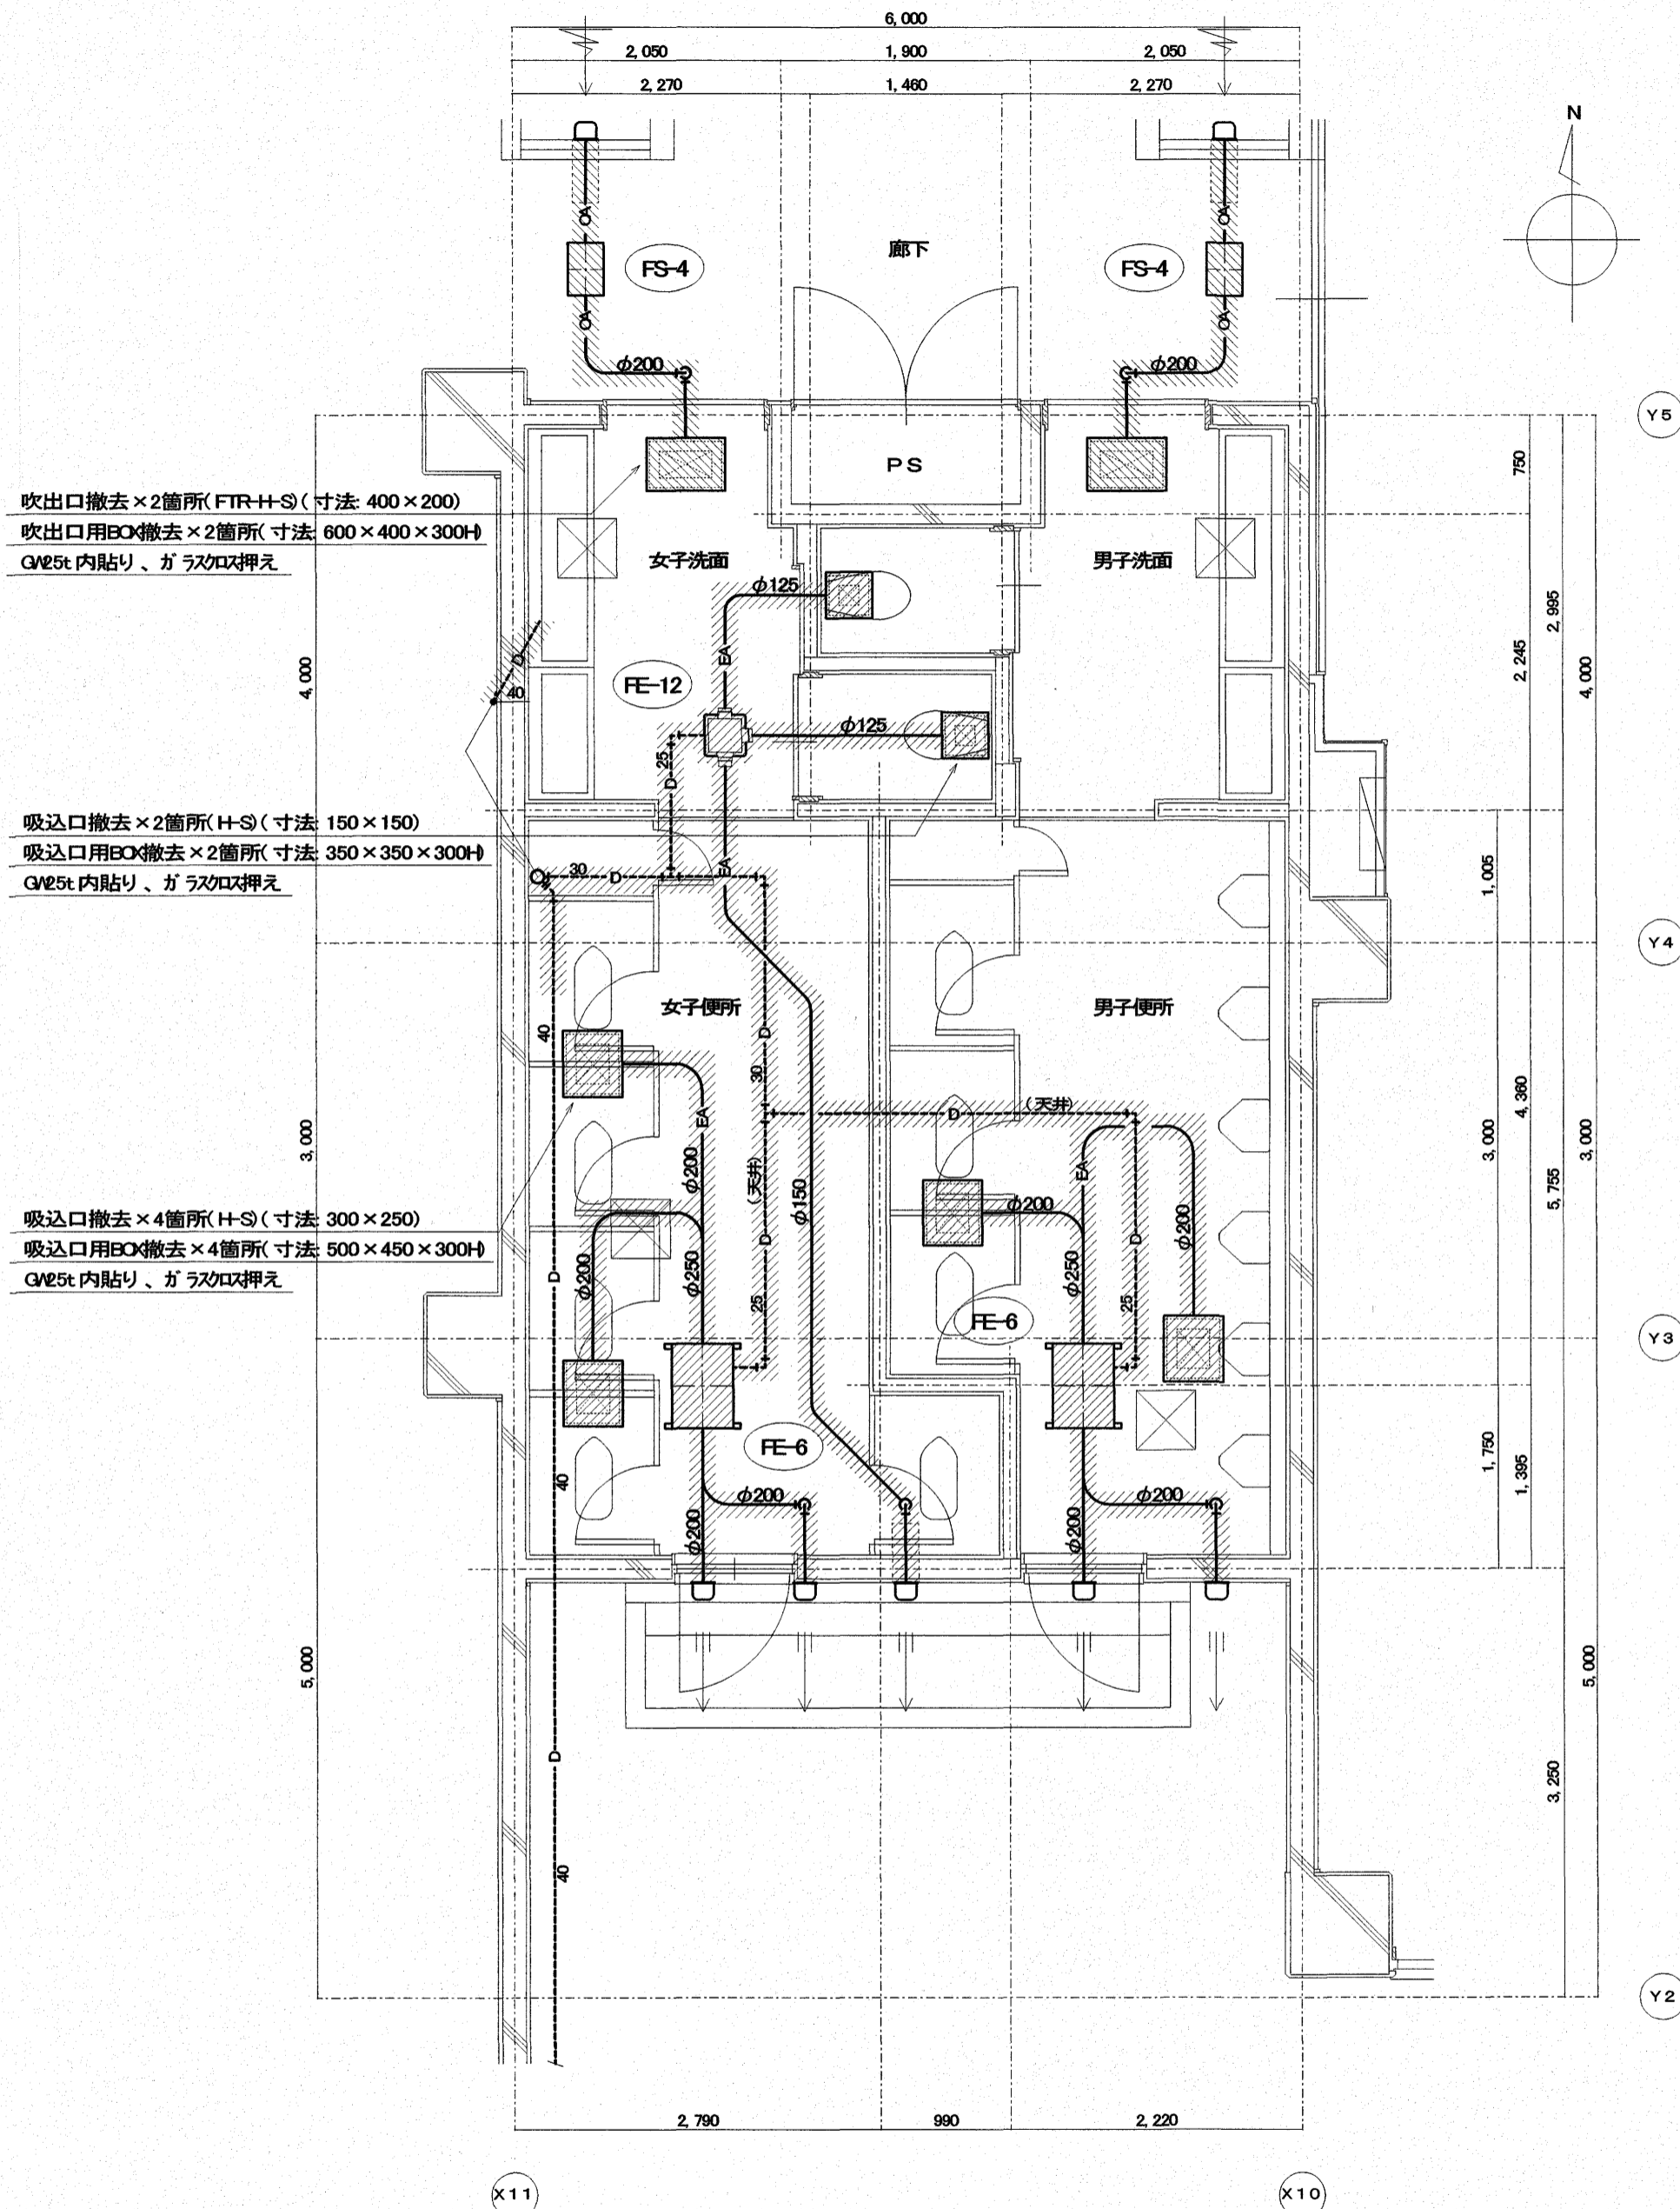 6,000
2,050
1,900
2,050
2,270
1,460
2,270
N
OA
OA
FS-4
廊下
FS-4
OA
OA
φ200
φ200
Y5
PS
750
吹出口撤去×2箇所(FTR-H-S)(寸法: 400×200)
吹出口用BOX撤去×2箇所(寸法: 600×400×300H)
GW25t内貼り、ガラスクロス押え
女子洗面
男子洗面
φ125
2,995
2,245
4,000
4,000
EA
D
40
FE-12
φ125
25
D
吸込口撤去×2箇所(H-S)(寸法: 150×150)
吸込口用BOX撤去×2箇所(寸法: 350×350×300H)
GW25t内貼り、ガラスクロス押え
30
D
EA
1,005
Y4
女子便所
男子便所
40
D
30
EA
D
(天井)
4,360
3,000
3,000
3,000
5,755
EA
φ200
(天井)
φ150
φ200
φ200
吸込口撤去×4箇所(H-S)(寸法: 300×250)
吸込口用BOX撤去×4箇所(寸法: 500×450×300H)
GW25t内貼り、ガラスクロス押え
D
φ200
φ250
D
25
φ250
D
25
FE-6
Y3
FE-6
1,750
1,395
40
φ200
φ200
φ200
φ200
5,000
5,000
D
3,250
40
Y2
2,790
990
2,220
X11
X10